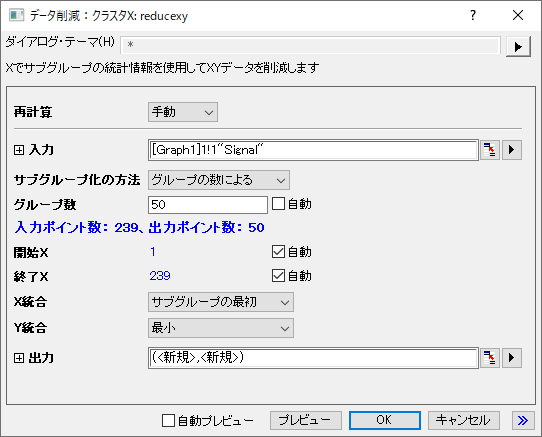 データ削減：クラスタX: reducexy
ダイアログ・テーマ(H) *
Xでサブグループの統計情報を使用してXYデータを削減します
再計算 手動
入力 [Graph1]1!1"Signal"
サブグループ化の方法 グループの数による
グループ数 50 自動
入力ポイント数： 239、出力ポイント数： 50
開始X 1 自動
終了X 239 自動
X統合 サブグループの最初
Y統合 最小
出力 (<新規>,<新規>)
自動プレビュー プレビュー OK キャンセル